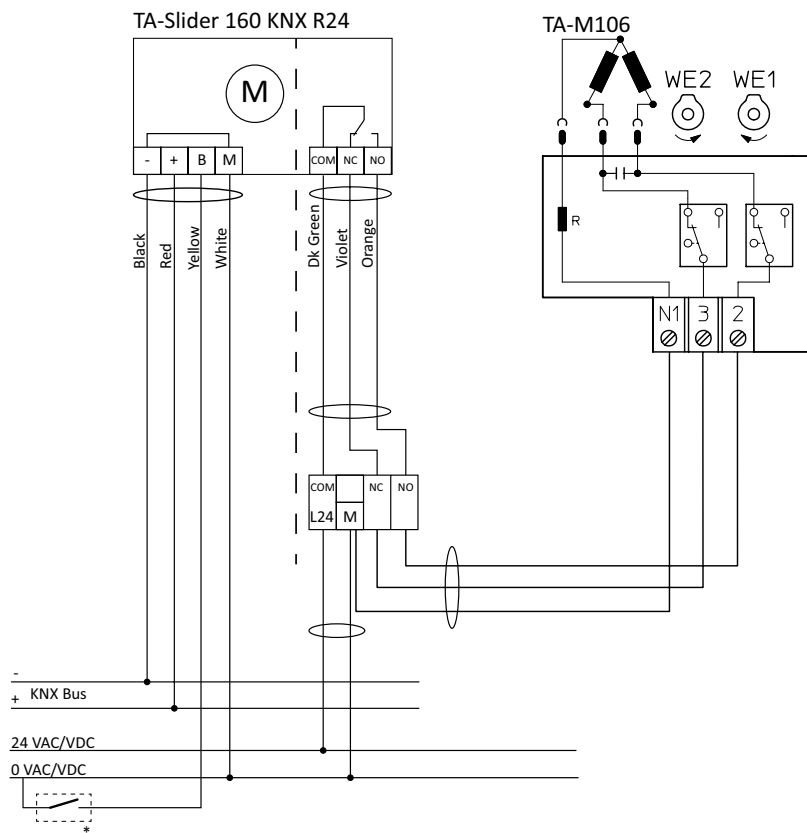 TA-Slider 160 KNX R24
TA-M106
M
WE2 WE1
- + B M
COM NC NO
R
Black
Red
Yellow
White
Dk Green
Violet
Orange
N1 3 2
COM NC NO
L24 M
-
+ KNX Bus
24 VAC/VDC
0 VAC/VDC
*